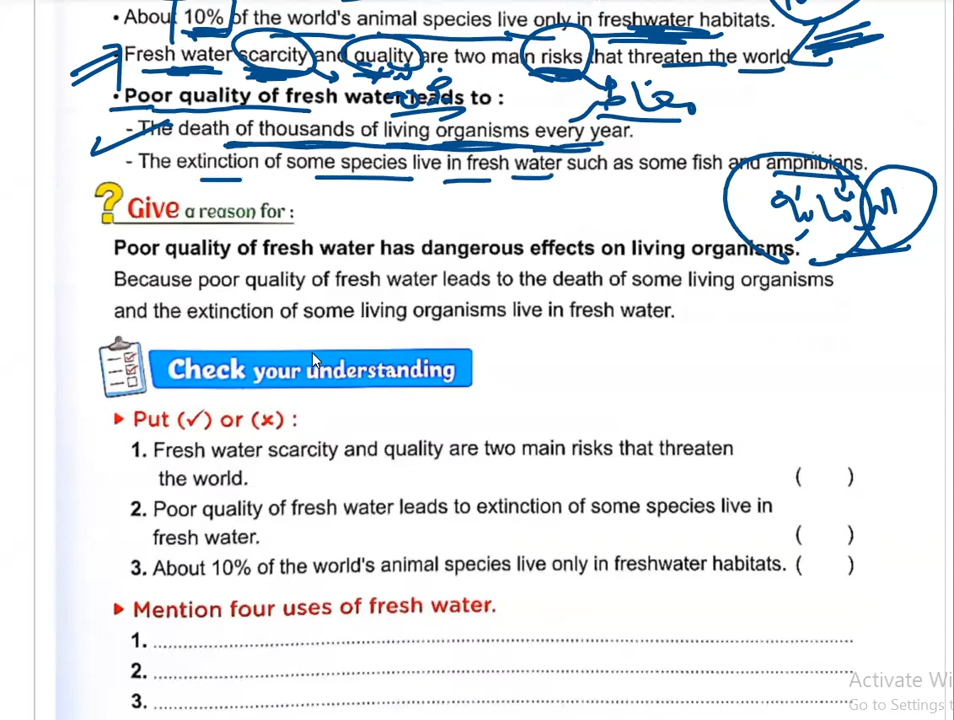 • About 10% of the world's animal species live only in freshwater habitats.
• Fresh water scarcity and quality are two main risks that threaten the world
• Poor quality of fresh water leads to :
مخاطر
- The death of thousands of living organisms every year.
- The extinction of some species live in fresh water such as some fish and amphibians.
? Give a reason for :
Poor quality of fresh water has dangerous effects on living organisms.
Because poor quality of fresh water leads to the death of some living organisms
and the extinction of some living organisms live in fresh water.
Check your understanding
Put (✓) or (×) :
1. Fresh water scarcity and quality are two main risks that threaten
the world. ( )
2. Poor quality of fresh water leads to extinction of some species live in
fresh water. ( )
3. About 10% of the world's animal species live only in freshwater habitats. ( )
Mention four uses of fresh water.
1.
2.
3.
Activate Wi
Go to Settings t